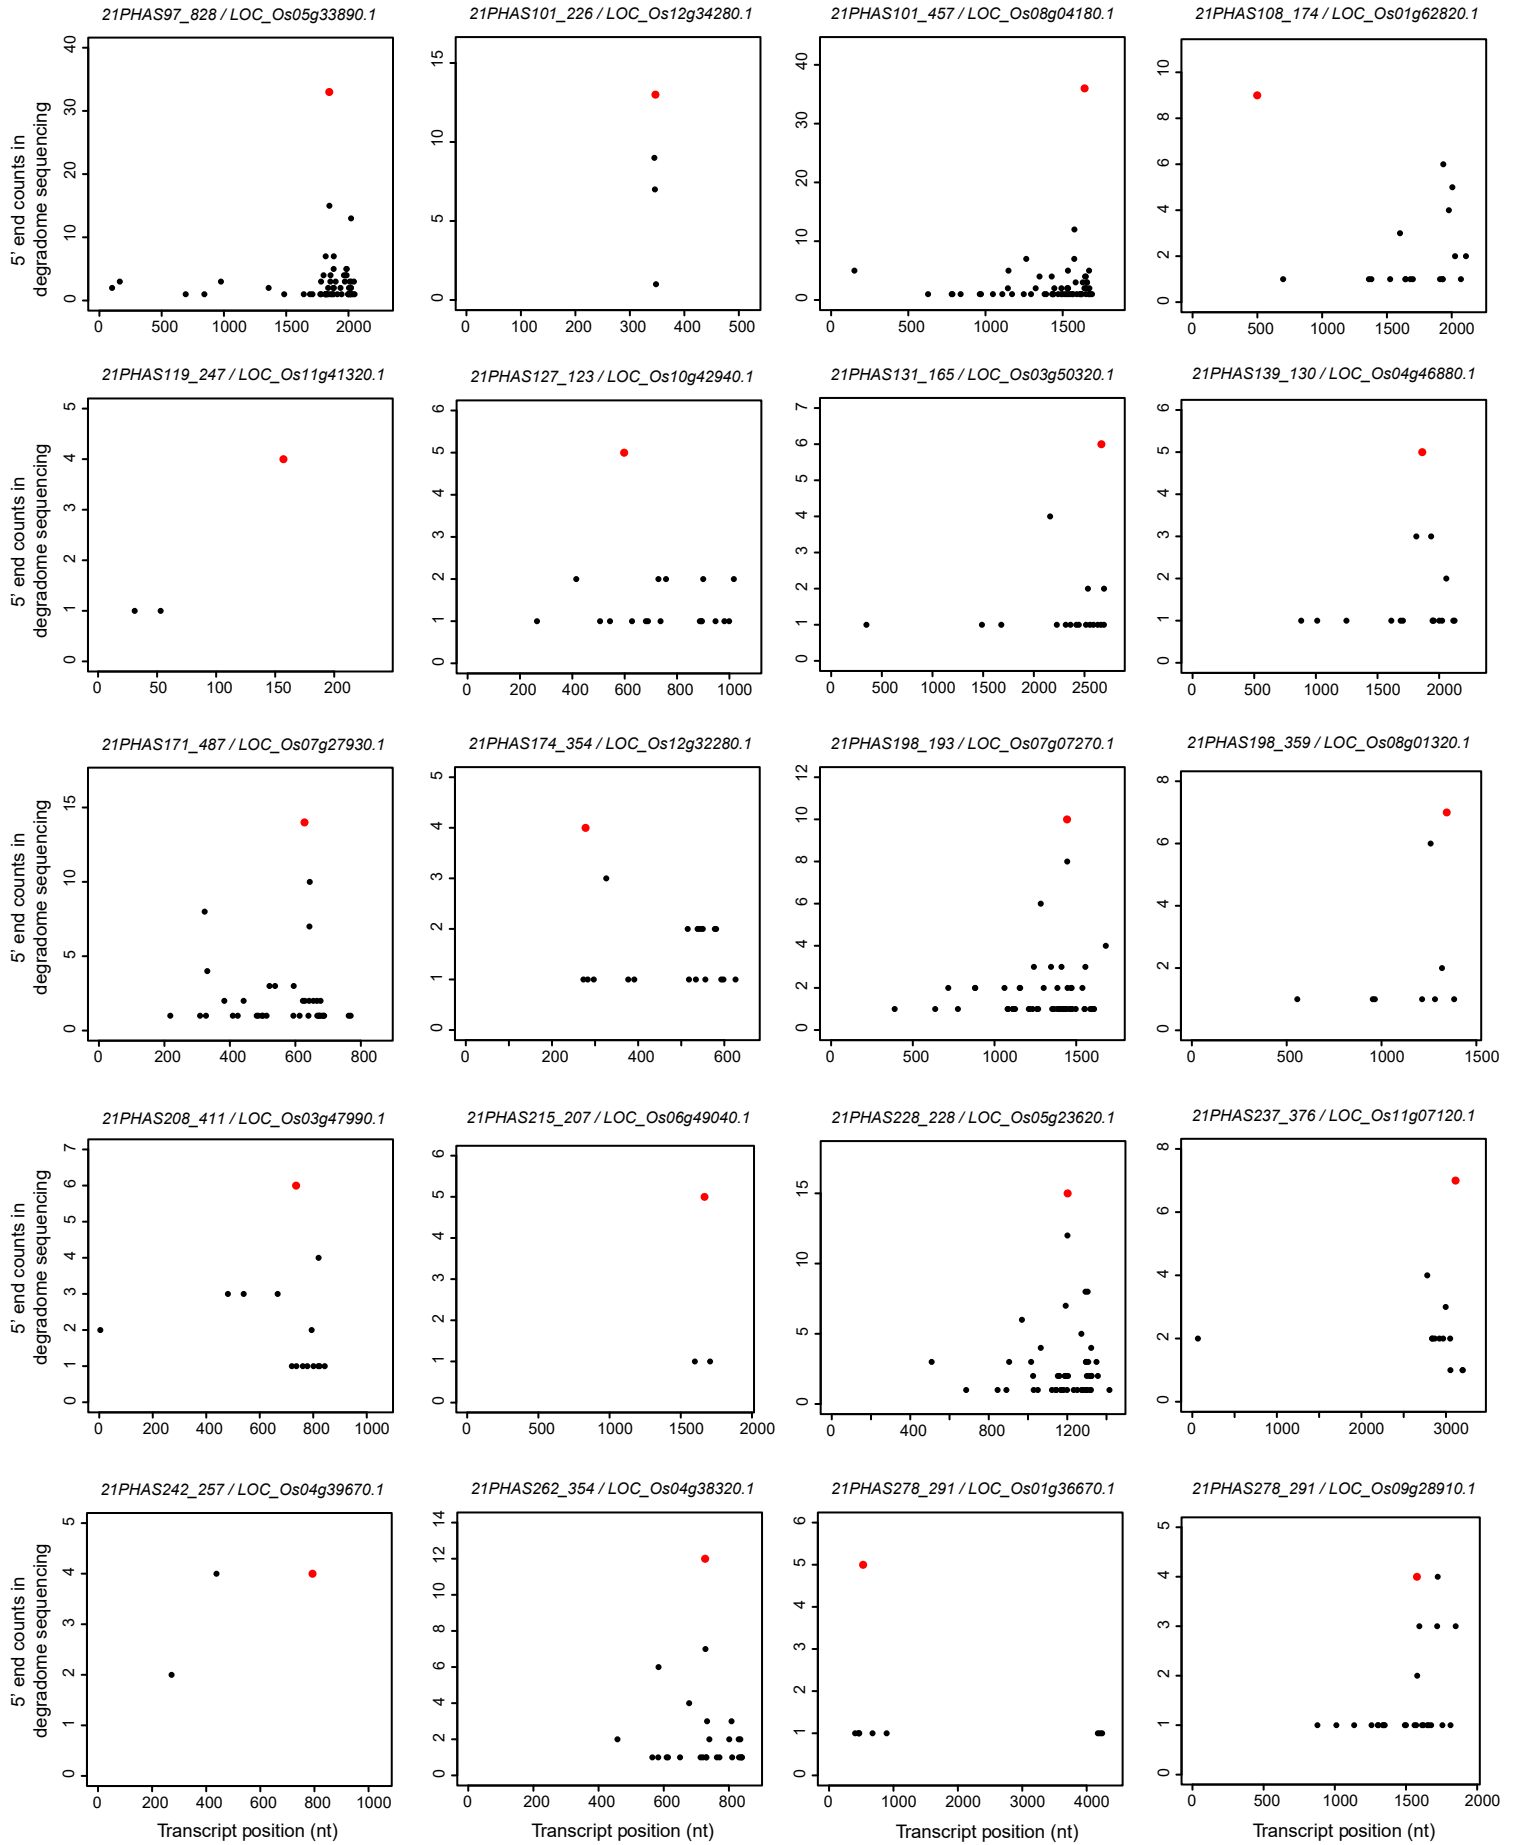 21PHAS97_828 / LOC_Os05g33890.1
21PHAS101_226 / LOC_Os12g34280.1
21PHAS101_457 / LOC_Os08g04180.1
21PHAS108_174 / LOC_Os01g62820.1
5’ end counts in
degradome sequencing
0 10 20 30 40
0 500 1000 1500 2000
0 5 10 15
0 100 200 300 400 500
0 10 20 30 40
0 500 1000 1500
0 2 4 6 8 10
0 500 1000 1500 2000
21PHAS119_247 / LOC_Os11g41320.1
21PHAS127_123 / LOC_Os10g42940.1
21PHAS131_165 / LOC_Os03g50320.1
21PHAS139_130 / LOC_Os04g46880.1
5’ end counts in
degradome sequencing
0 1 2 3 4 5
0 50 100 150 200
0 1 2 3 4 5 6
0 200 400 600 800 1000
0 1 2 3 4 5 6 7
0 500 1000 1500 2000 2500
0 2 4 6
0 500 1000 1500 2000
21PHAS171_487 / LOC_Os07g27930.1
21PHAS174_354 / LOC_Os12g32280.1
21PHAS198_193 / LOC_Os07g07270.1
21PHAS198_359 / LOC_Os08g01320.1
5’ end counts in
degradome sequencing
0 5 10 15
0 200 400 600 800
0 1 2 3 4 5
0 200 400 600
0 2 4 6 8 10 12
0 500 1000 1500
0 2 4 6 8
0 500 1000 1500
21PHAS208_411 / LOC_Os03g47990.1
21PHAS215_207 / LOC_Os06g49040.1
21PHAS228_228 / LOC_Os05g23620.1
21PHAS237_376 / LOC_Os11g07120.1
5’ end counts in
degradome sequencing
0 1 2 3 4 5 6 7
0 200 400 600 800 1000
0 1 2 3 4 5 6
0 500 1000 1500 2000
0 5 10 15
0 400 800 1200
0 2 4 6 8
0 1000 2000 3000
21PHAS242_257 / LOC_Os04g39670.1
21PHAS262_354 / LOC_Os04g38320.1
21PHAS278_291 / LOC_Os01g36670.1
21PHAS278_291 / LOC_Os09g28910.1
5’ end counts in
degradome sequencing
0 1 2 3 4 5
0 200 400 600 800 1000
0 2 4 6 8 10 12 14
0 200 400 600 800
0 1 2 3 4 5 6
0 1000 2000 3000 4000
0 1 2 3 4 5
0 500 1000 1500 2000
Transcript position (nt)
Transcript position (nt)
Transcript position (nt)
Transcript position (nt)